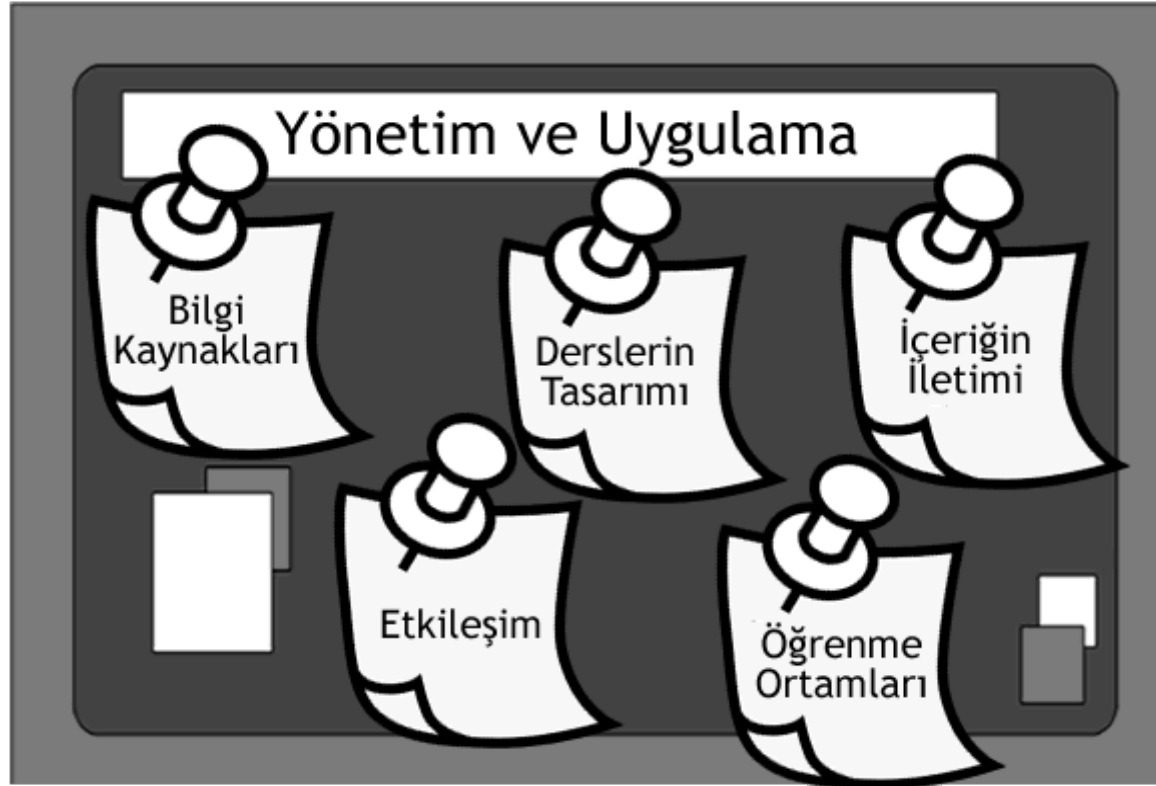 Yönetim ve Uygulama
Bilgi
Kaynakları
Derslerin
Tasarımı
İçeriğin
İletimi
Etkileşim
Öğrenme
Ortamları